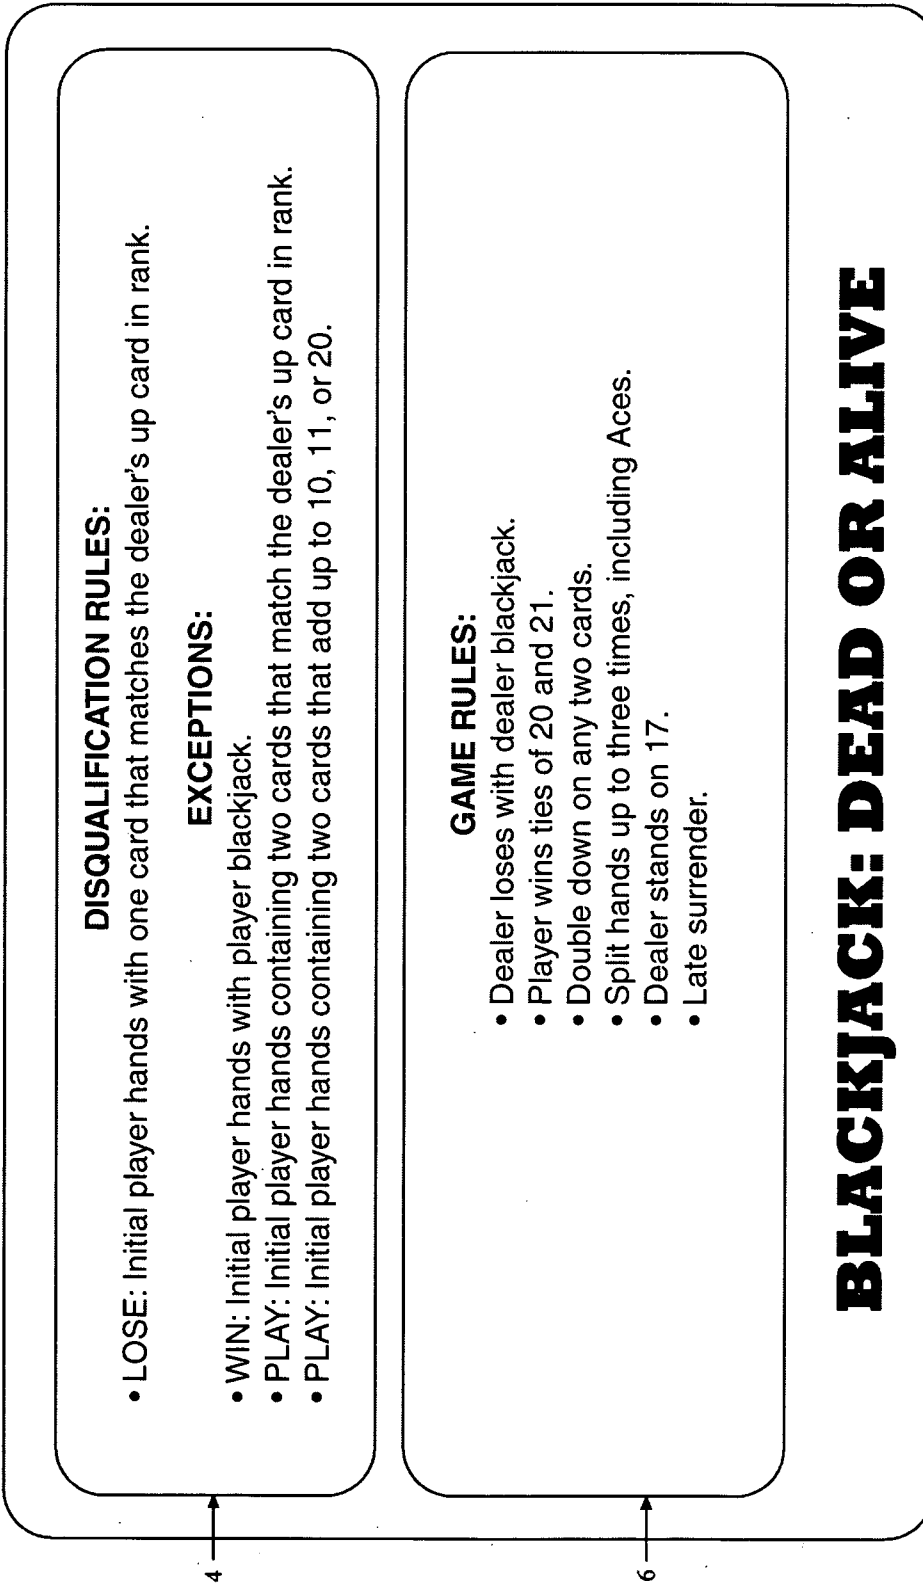 DISQUALIFICATION RULES:
• LOSE: Initial player hands with one card that matches the dealer's up card in rank.
EXCEPTIONS:
• WIN: Initial player hands with player blackjack.
• PLAY: Initial player hands containing two cards that match the dealer's up card in rank.
• PLAY: Initial player hands containing two cards that add up to 10, 11, or 20.
4
GAME RULES:
• Dealer loses with dealer blackjack.
• Player wins ties of 20 and 21.
• Double down on any two cards.
• Split hands up to three times, including Aces.
• Dealer stands on 17.
• Late surrender.
6
BLACKJACK: DEAD OR ALIVE